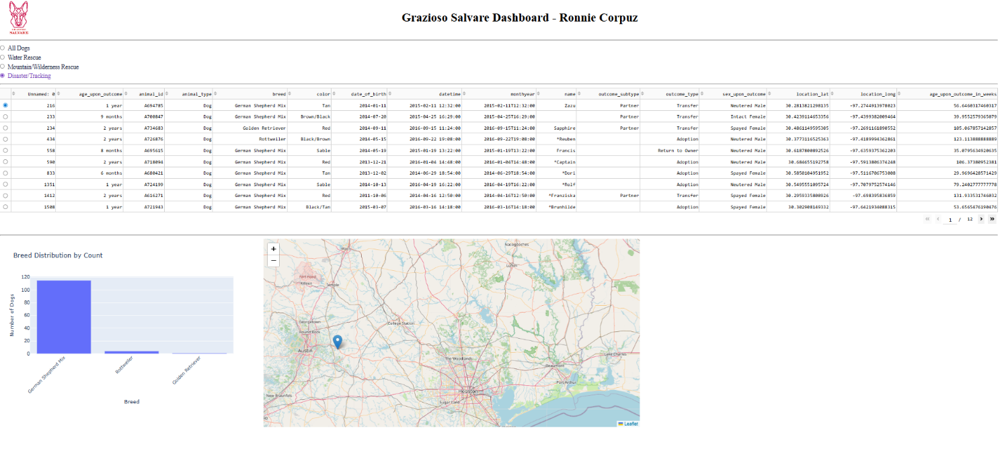 GRAZIOSO
SALVARE
Grazioso Salvare Dashboard - Ronnie Corpuz
All Dogs
Water Rescue
Mountain/Wilderness Rescue
Disaster/Tracking
Unnamed: 0 age_upon_outcome animal_id animal_type breed color date_of_birth datetime monthyear name outcome_subtype outcome_type sex_upon_outcome location_lat location_long age_upon_outcome_in_weeks
216 1 year A694785 Dog German Shepherd Mix Tan 2014-01-11 2015-02-11 12:32:00 2015-02-11T12:32:00 Zazu Partner Transfer Neutered Male 30.2813821298135 -97.2744913978023 56.6460317460317
233 9 months A700847 Dog German Shepherd Mix Brown/Black 2014-07-20 2015-04-25 16:29:00 2015-04-25T16:29:00 Partner Transfer Intact Female 30.4239114653356 -97.4399382009464 39.9552579365079
234 2 years A734683 Dog Golden Retriever Red 2014-09-11 2016-09-15 11:24:00 2016-09-15T11:24:00 Sapphire Partner Transfer Spayed Female 30.4861149595305 -97.2691161890552 105.067857142857
434 2 years A726876 Dog Rottweiler Black/Brown 2014-05-15 2016-09-22 19:08:00 2016-09-22T19:08:00 *Reuben Adoption Neutered Male 30.3773116525363 -97.4189994362861 123.113888888889
558 8 months A695615 Dog German Shepherd Mix Sable 2014-05-19 2015-01-19 13:22:00 2015-01-19T13:22:00 Francis Return to Owner Neutered Male 30.6187800892526 -97.6359375362203 35.0795634920635
590 2 years A718094 Dog German Shepherd Mix Red 2013-12-21 2016-01-04 14:48:00 2016-01-04T14:48:00 *Captain Adoption Neutered Male 30.684655192758 -97.5913806374248 106.37380952381
833 6 months A680421 Dog German Shepherd Mix Tan 2013-12-02 2014-06-29 18:54:00 2014-06-29T18:54:00 *Dori Adoption Spayed Female 30.5850104951952 -97.5116706753008 29.9696428571429
1351 1 year A724199 Dog German Shepherd Mix Sable 2014-10-13 2016-04-19 16:22:00 2016-04-19T16:22:00 *Rolf Adoption Neutered Male 30.5495551095724 -97.7079752574146 79.2402777777778
1412 2 years A616271 Dog German Shepherd Mix Red 2011-10-06 2014-04-16 12:50:00 2014-04-16T12:50:00 *Franziska Partner Transfer Spayed Female 30.2959335808926 -97.698395836859 131.933531746032
1508 1 year A721943 Dog German Shepherd Mix Black/Tan 2015-03-07 2016-03-16 14:18:00 2016-03-16T14:18:00 *Brunhilde Adoption Spayed Female 30.302908149332 -97.6421934088315 53.6565476190476
1 / 12
Breed Distribution by Count
120
100
80
60
40
20
0
Number of Dogs
German Shepherd Mix
Rottweiler
Golden Retriever
Breed
+
−
Nacogdoches
Lufkin
Fort Hood
Killeen
Temple
Georgetown
Round Rock
College Station
Austin
The Woodlands
Lake Charles
Beaumont
Port Arthur
Houston
New Braunfels
Sugar Land
Leaflet